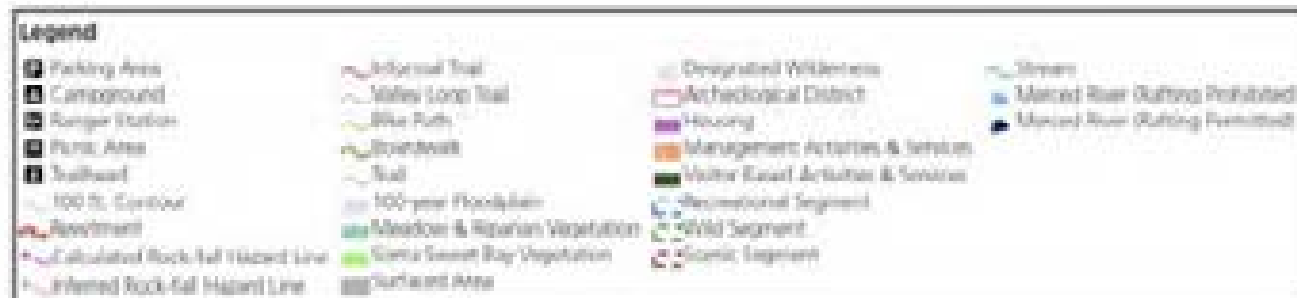 Legend
Parking Area
Campground
Ranger Station
Picnic Area
Trailhead
100 ft. Contour
Revetment
Calculated Rock-fall Hazard Line
Inferred Rock-fall Hazard Line
Informal Trail
Valley Loop Trail
Bike Path
Boardwalk
Trail
100-year Floodplain
Meadow & Riparian Vegetation
Sierra Sweet Bay Vegetation
Surfaced Area
Designated Wilderness
Archeological District
Housing
Management Activities & Services
Visitor Based Activities & Services
Recreational Segment
Wild Segment
Scenic Segment
Stream
Merced River (Rafting Prohibited)
Merced River (Rafting Permitted)